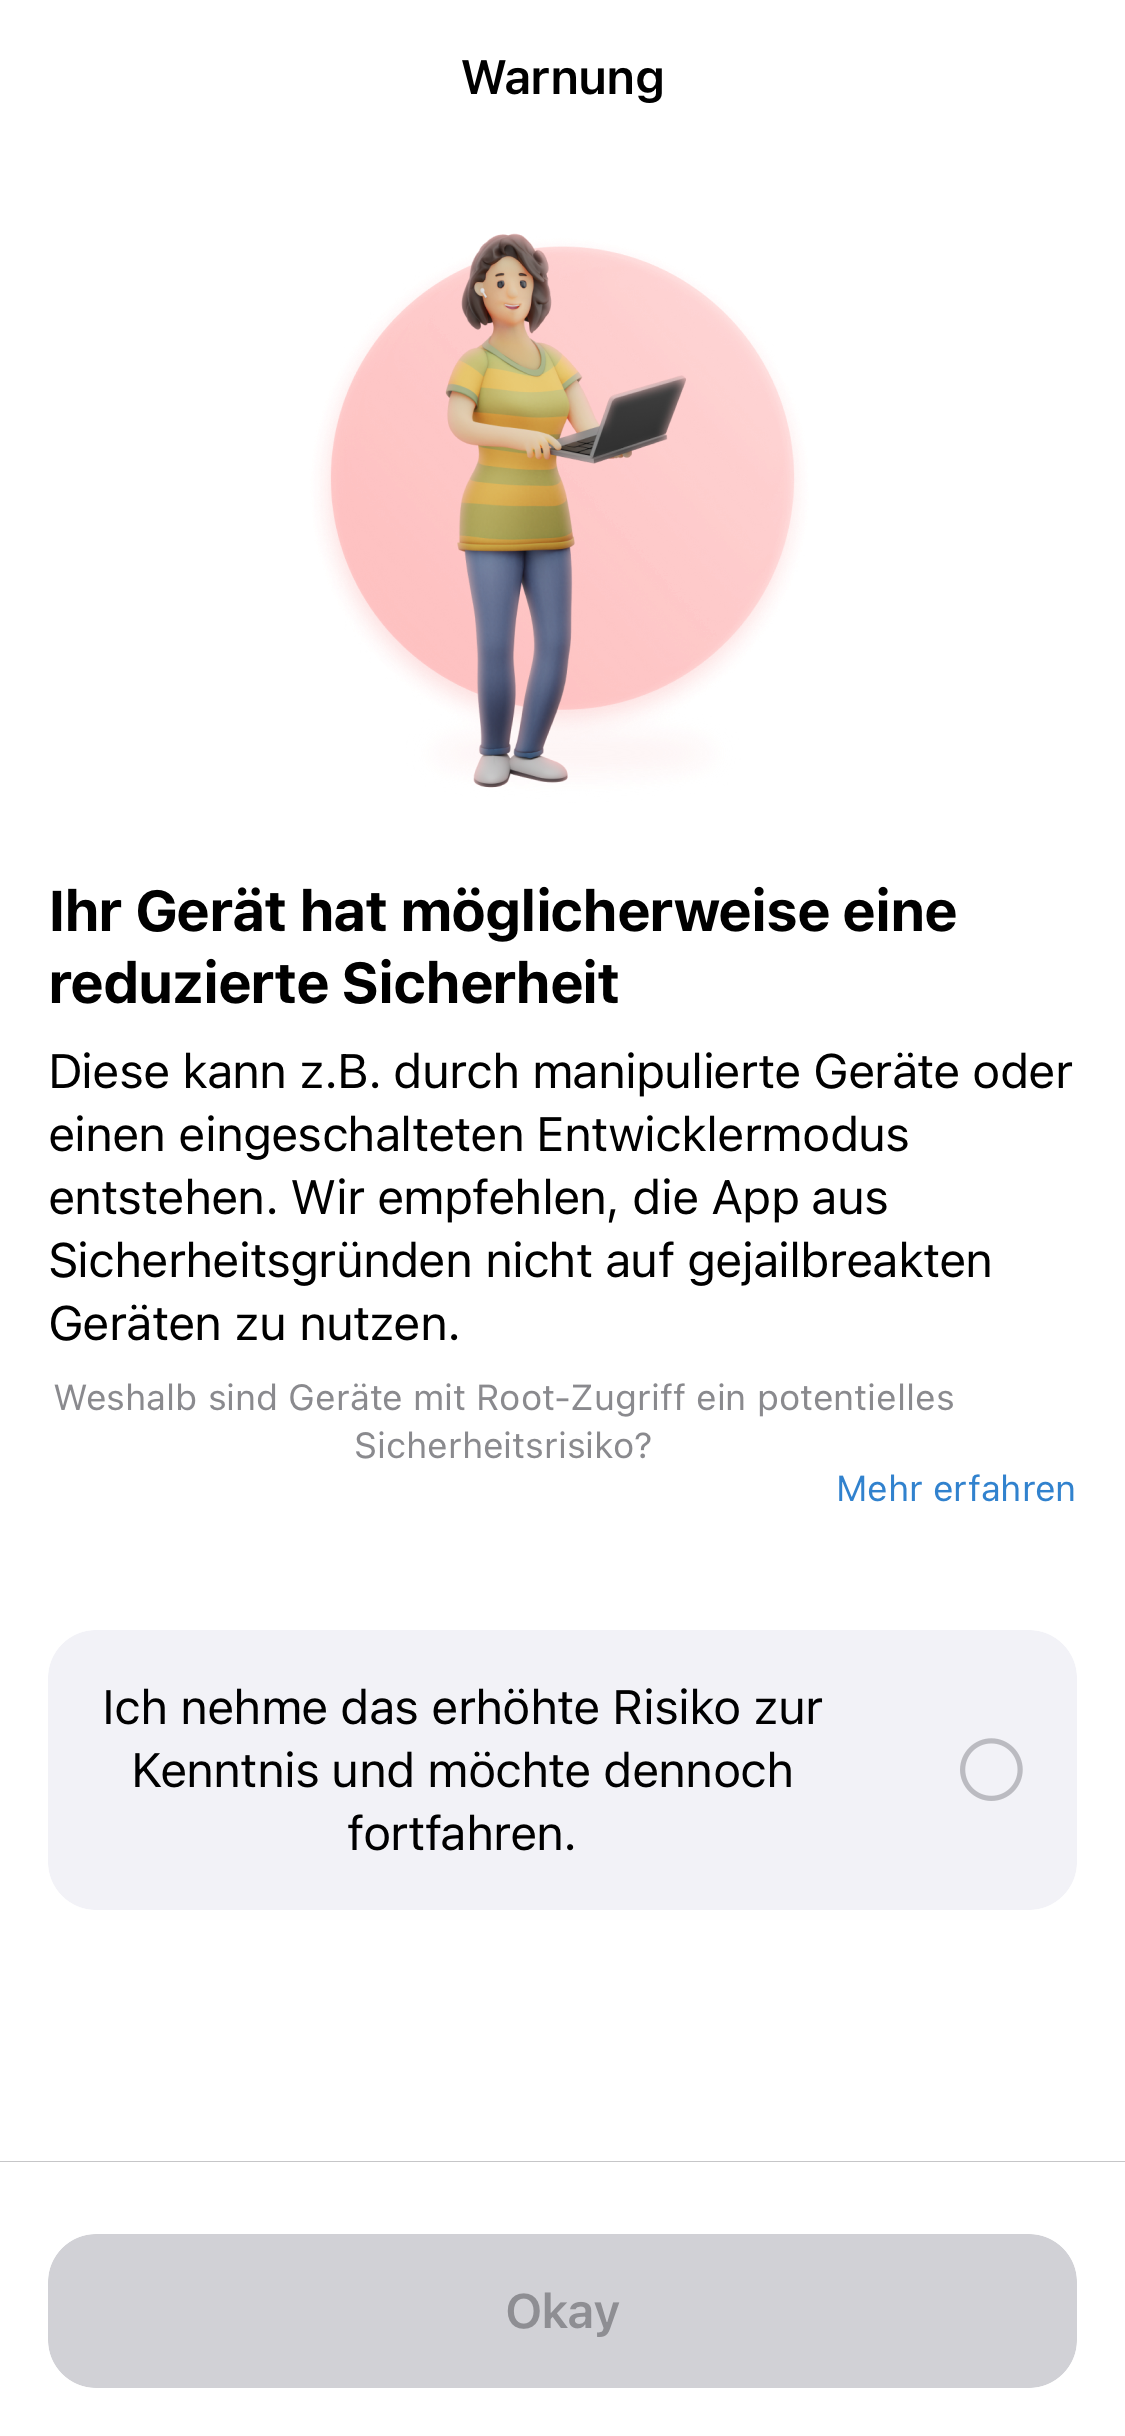 Warnung
Ihr Gerät hat möglicherweise eine
reduzierte Sicherheit
Diese kann z.B. durch manipulierte Geräte oder
einen eingeschalteten Entwicklermodus
entstehen. Wir empfehlen, die App aus
Sicherheitsgründen nicht auf gejailbreakten
Geräten zu nutzen.
Weshalb sind Geräte mit Root-Zugriff ein potentielles
Sicherheitsrisiko?
Mehr erfahren
Ich nehme das erhöhte Risiko zur
Kenntnis und möchte dennoch
fortfahren.
Okay